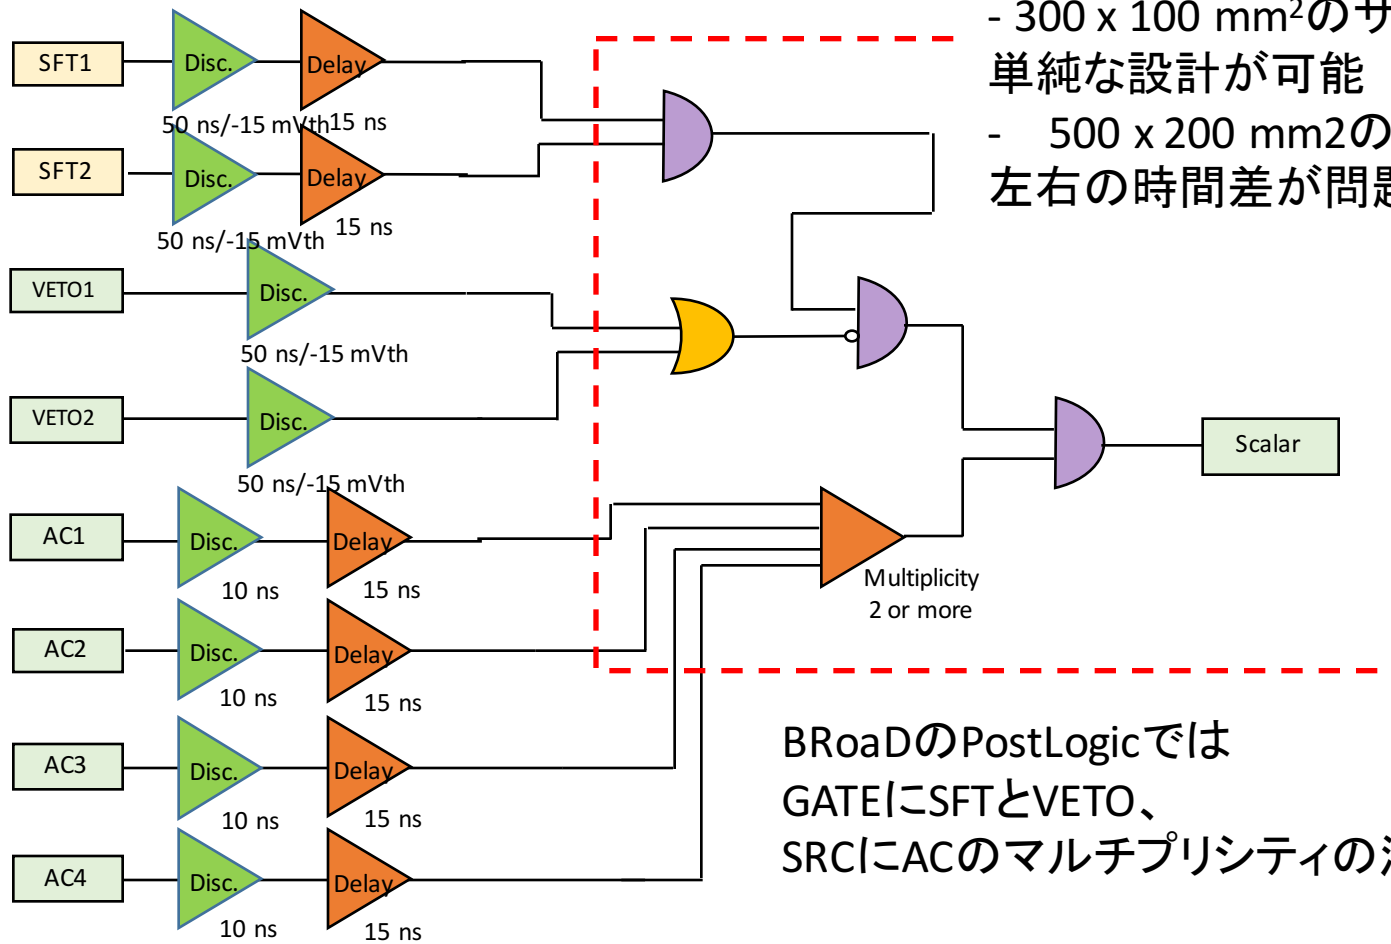 - 300 x 100 mm²のサ
単純な設計が可能
- 500 x 200 mm2の
左右の時間差が問
SFT1
Disc.
Delay
50 ns/-15 mVth
15 ns
SFT2
Disc.
Delay
50 ns/-15 mVth
15 ns
VETO1
Disc.
50 ns/-15 mVth
VETO2
Disc.
50 ns/-15 mVth
Scalar
AC1
Disc.
Delay
10 ns
15 ns
Multiplicity
2 or more
AC2
Disc.
Delay
10 ns
15 ns
AC3
Disc.
Delay
10 ns
15 ns
AC4
Disc.
Delay
10 ns
15 ns
BRoaDのPostLogicでは
GATEにSFTとVETO、
SRCにACのマルチプリシティの